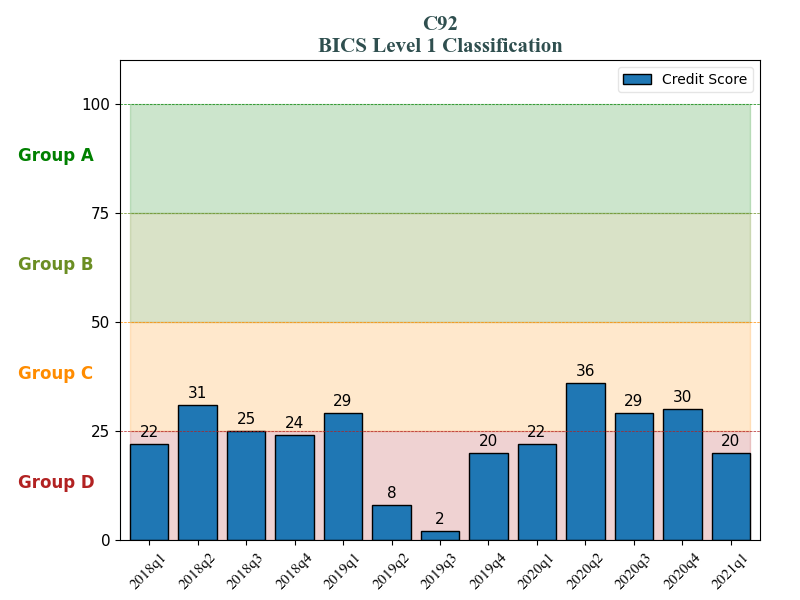 C92
BICS Level 1 Classification
Credit Score
100
Group A
75
Group B
50
Group C
25
Group D
0
22
31
25
24
29
8
2
20
22
36
29
30
20
2018q1
2018q2
2018q3
2018q4
2019q1
2019q2
2019q3
2019q4
2020q1
2020q2
2020q3
2020q4
2021q1